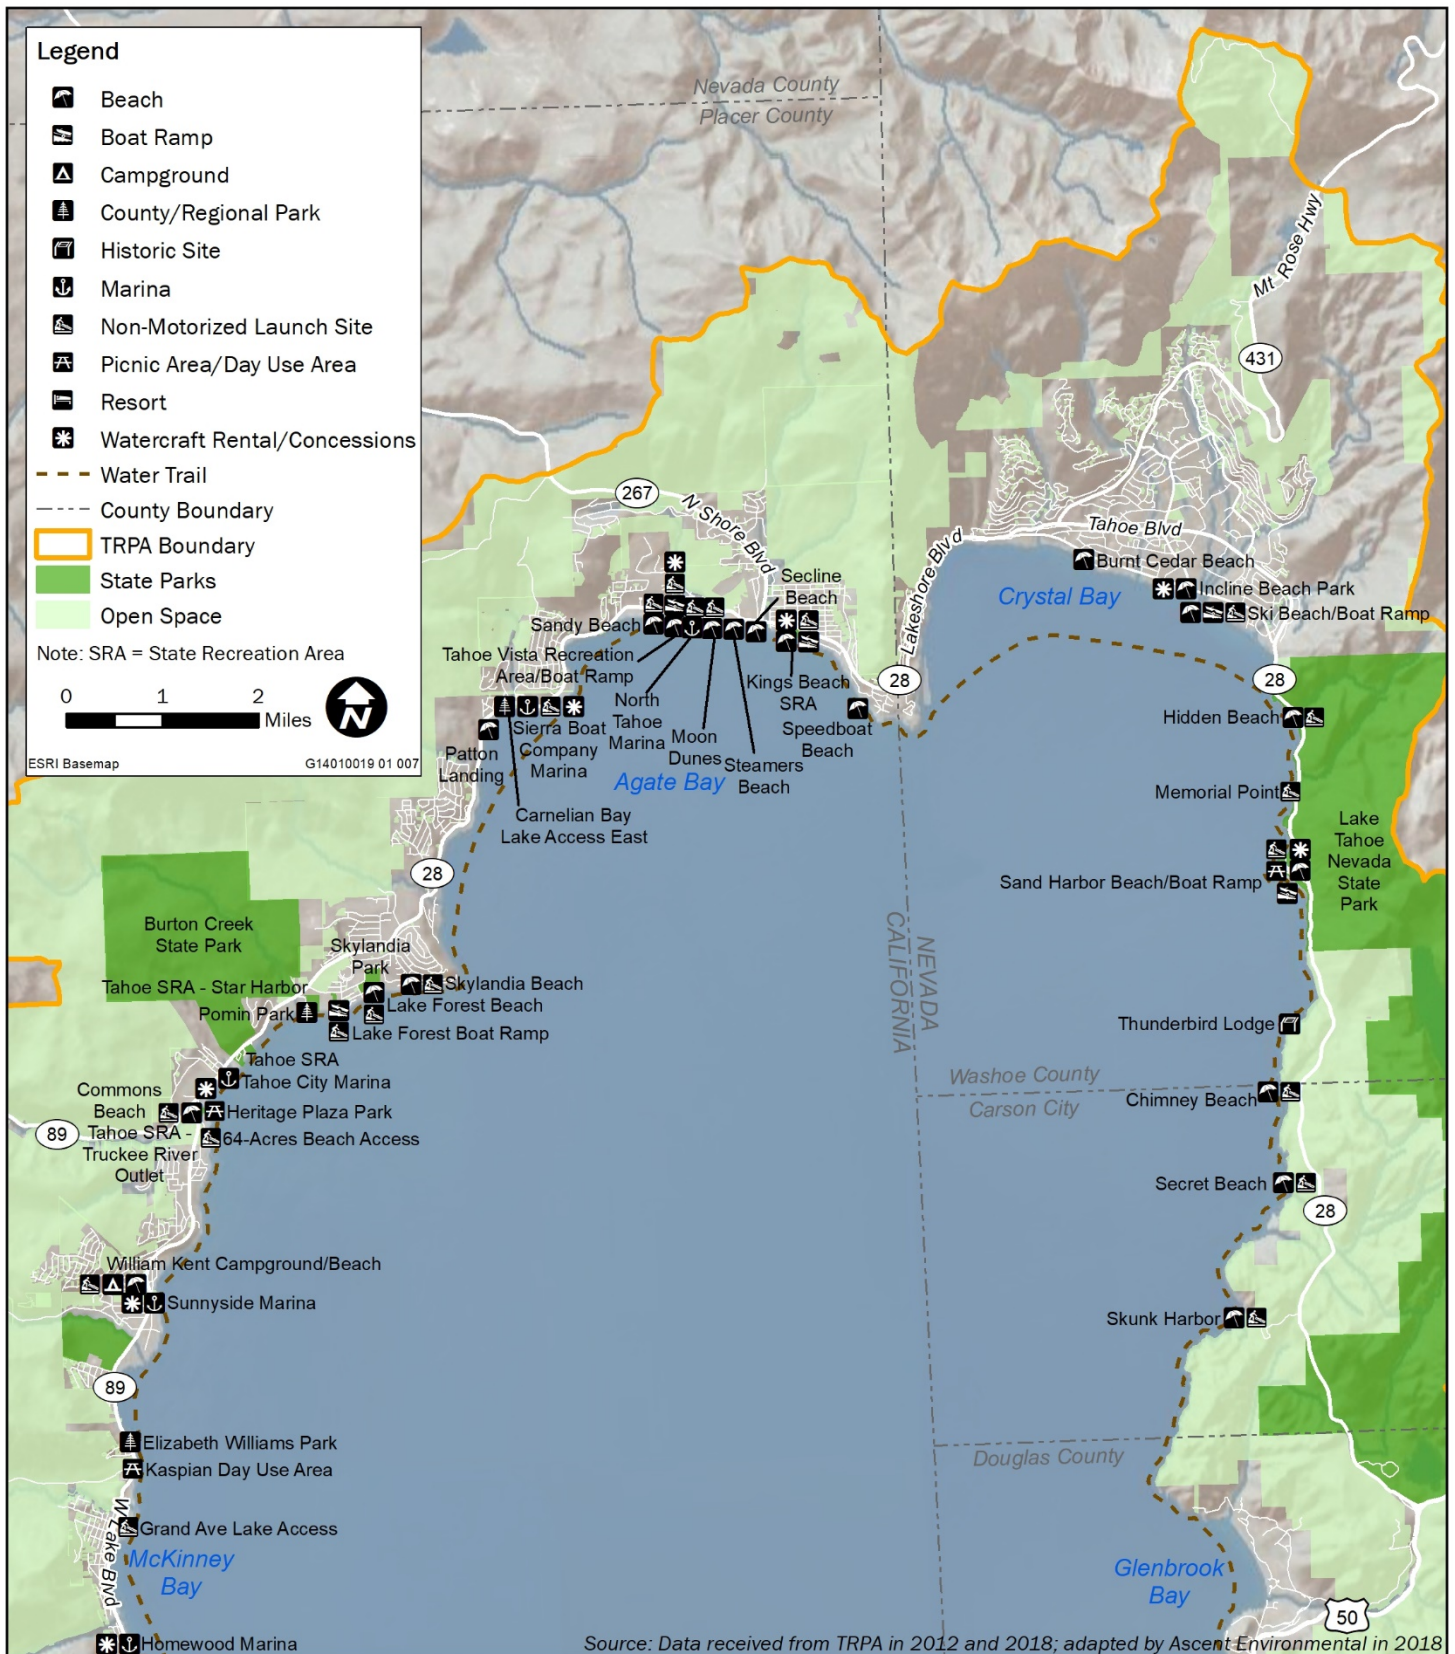 Legend
Beach
Boat Ramp
Campground
County/Regional Park
Historic Site
Marina
Non-Motorized Launch Site
Picnic Area/Day Use Area
Resort
Watercraft Rental/Concessions
Water Trail
County Boundary
TRPA Boundary
State Parks
Open Space
Note: SRA = State Recreation Area
0 1 2
Miles
N
ESRI Basemap
G14010019 01 007
Nevada County
Placer County
Mt Rose Hwy
431
267
N Shore Blvd
Lakeshore Blvd
Tahoe Blvd
Burnt Cedar Beach
Crystal Bay
Incline Beach Park
Ski Beach/Boat Ramp
Secline
Beach
Sandy Beach
Tahoe Vista Recreation
Area/Boat Ramp
North
Tahoe
Marina
Moon
Dunes
Steamers
Beach
Kings Beach
SRA
Speedboat
Beach
28
28
Hidden Beach
Sierra Boat
Company
Marina
Patton
Landing
Agate Bay
Carnelian Bay
Lake Access East
Memorial Point
Lake
Tahoe
Nevada
State
Park
Sand Harbor Beach/Boat Ramp
28
Burton Creek
State Park
Skylandia
Park
Skylandia Beach
Tahoe SRA - Star Harbor
Lake Forest Beach
Pomin Park
Lake Forest Boat Ramp
NEVADA
CALIFORNIA
Thunderbird Lodge
Tahoe SRA
Tahoe City Marina
Washoe County
Carson City
Chimney Beach
Commons
Beach
Heritage Plaza Park
89
Tahoe SRA -
Truckee River
Outlet
64-Acres Beach Access
Secret Beach
28
William Kent Campground/Beach
Sunnyside Marina
Skunk Harbor
89
Elizabeth Williams Park
Kaspian Day Use Area
Douglas County
W Lake Blvd
Grand Ave Lake Access
McKinney
Bay
Glenbrook
Bay
50
Homewood Marina
Source: Data received from TRPA in 2012 and 2018; adapted by Ascent Environmental in 2018